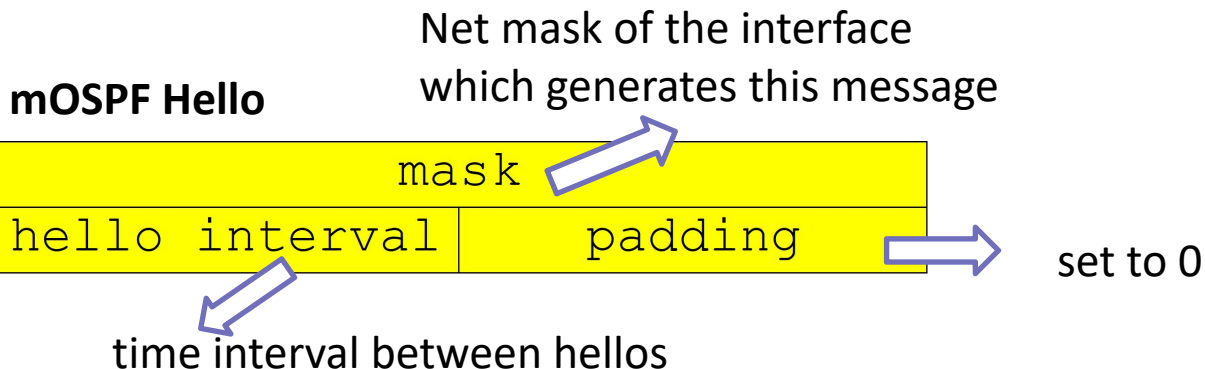 Net mask of the interface
which generates this message
mOSPF Hello
mask
hello interval padding
set to 0
time interval between hellos